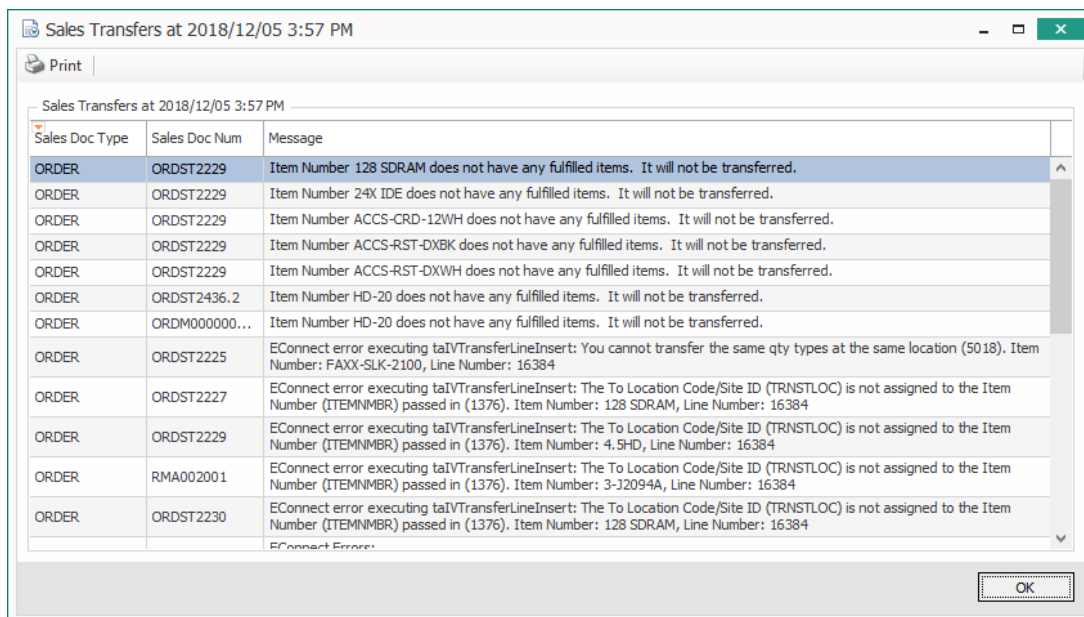 Sales Transfers at 2018/12/05 3:57 PM
Print
Sales Transfers at 2018/12/05 3:57 PM
Sales Doc Type Sales Doc Num Message
ORDER ORDST2229 Item Number 128 SDRAM does not have any fulfilled items.  It will not be transferred.
ORDER ORDST2229 Item Number 24X IDE does not have any fulfilled items.  It will not be transferred.
ORDER ORDST2229 Item Number ACCS-CRD-12WH does not have any fulfilled items.  It will not be transferred.
ORDER ORDST2229 Item Number ACCS-RST-DXBK does not have any fulfilled items.  It will not be transferred.
ORDER ORDST2229 Item Number ACCS-RST-DXWH does not have any fulfilled items.  It will not be transferred.
ORDER ORDST2436.2 Item Number HD-20 does not have any fulfilled items.  It will not be transferred.
ORDER ORDM000000... Item Number HD-20 does not have any fulfilled items.  It will not be transferred.
ORDER ORDST2225 EConnect error executing taIVTransferLineInsert: You cannot transfer the same qty types at the same location (5018). Item
Number: FAXX-SLK-2100, Line Number: 16384
ORDER ORDST2227 EConnect error executing taIVTransferLineInsert: The To Location Code/Site ID (TRNSTLOC) is not assigned to the Item
Number (ITEMNMBR) passed in (1376). Item Number: 128 SDRAM, Line Number: 16384
ORDER ORDST2229 EConnect error executing taIVTransferLineInsert: The To Location Code/Site ID (TRNSTLOC) is not assigned to the Item
Number (ITEMNMBR) passed in (1376). Item Number: 4.5HD, Line Number: 16384
ORDER RMA002001 EConnect error executing taIVTransferLineInsert: The To Location Code/Site ID (TRNSTLOC) is not assigned to the Item
Number (ITEMNMBR) passed in (1376). Item Number: 3-J2094A, Line Number: 16384
ORDER ORDST2230 EConnect error executing taIVTransferLineInsert: The To Location Code/Site ID (TRNSTLOC) is not assigned to the Item
Number (ITEMNMBR) passed in (1376). Item Number: 128 SDRAM, Line Number: 16384
EConnect Errors:
OK